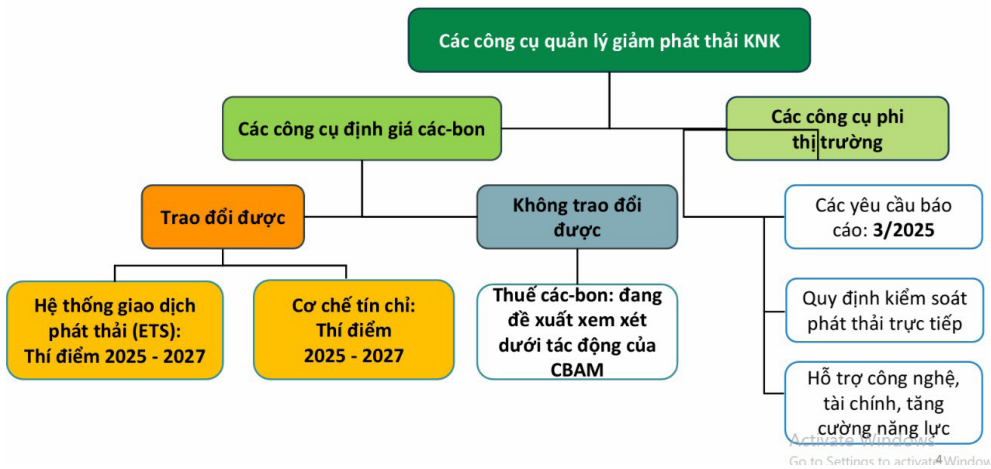 Các công cụ quản lý giảm phát thải KNK
Các công cụ định giá các-bon
Các công cụ phi
thị trường
Trao đổi được
Không trao đổi
được
Các yêu cầu báo
cáo: 3/2025
Hệ thống giao dịch
phát thải (ETS):
Thí điểm 2025 - 2027
Cơ chế tín chỉ:
Thí điểm
2025 - 2027
Thuế các-bon: đang
đề xuất xem xét
dưới tác động của
CBAM
Quy định kiểm soát
phát thải trực tiếp
Hỗ trợ công nghệ,
tài chính, tăng
cường năng lực
Activate Windows
Go to Settings to activate Window
4